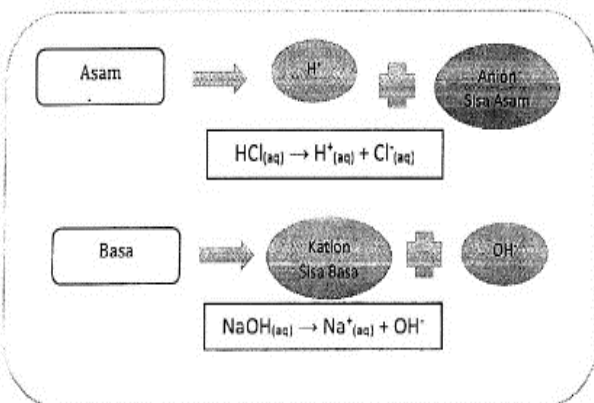 Asam
H⁺
Anion
Sisa Asam
HCl(aq) → H⁺(aq) + Cl⁻(aq)
Basa
Kation
Sisa Basa
OH⁻
NaOH(aq) → Na⁺(aq) + OH⁻